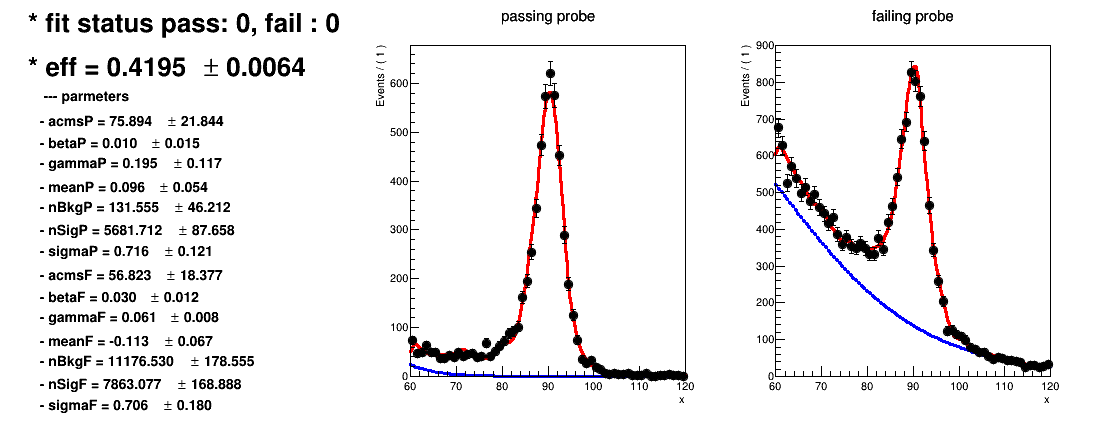 * fit status pass: 0, fail : 0
* eff = 0.4195 ± 0.0064
--- parmeters
- acmsP = 75.894 ± 21.844
- betaP = 0.010 ± 0.015
- gammaP = 0.195 ± 0.117
- meanP = 0.096 ± 0.054
- nBkgP = 131.555 ± 46.212
- nSigP = 5681.712 ± 87.658
- sigmaP = 0.716 ± 0.121
- acmsF = 56.823 ± 18.377
- betaF = 0.030 ± 0.012
- gammaF = 0.061 ± 0.008
- meanF = -0.113 ± 0.067
- nBkgF = 11176.530 ± 178.555
- nSigF = 7863.077 ± 168.888
- sigmaF = 0.706 ± 0.180
passing probe
Events / ( 1 )
600
500
400
300
200
100
0
60 70 80 90 100 110 120
x
failing probe
Events / ( 1 )
900
800
700
600
500
400
300
200
100
0
60 70 80 90 100 110 120
x